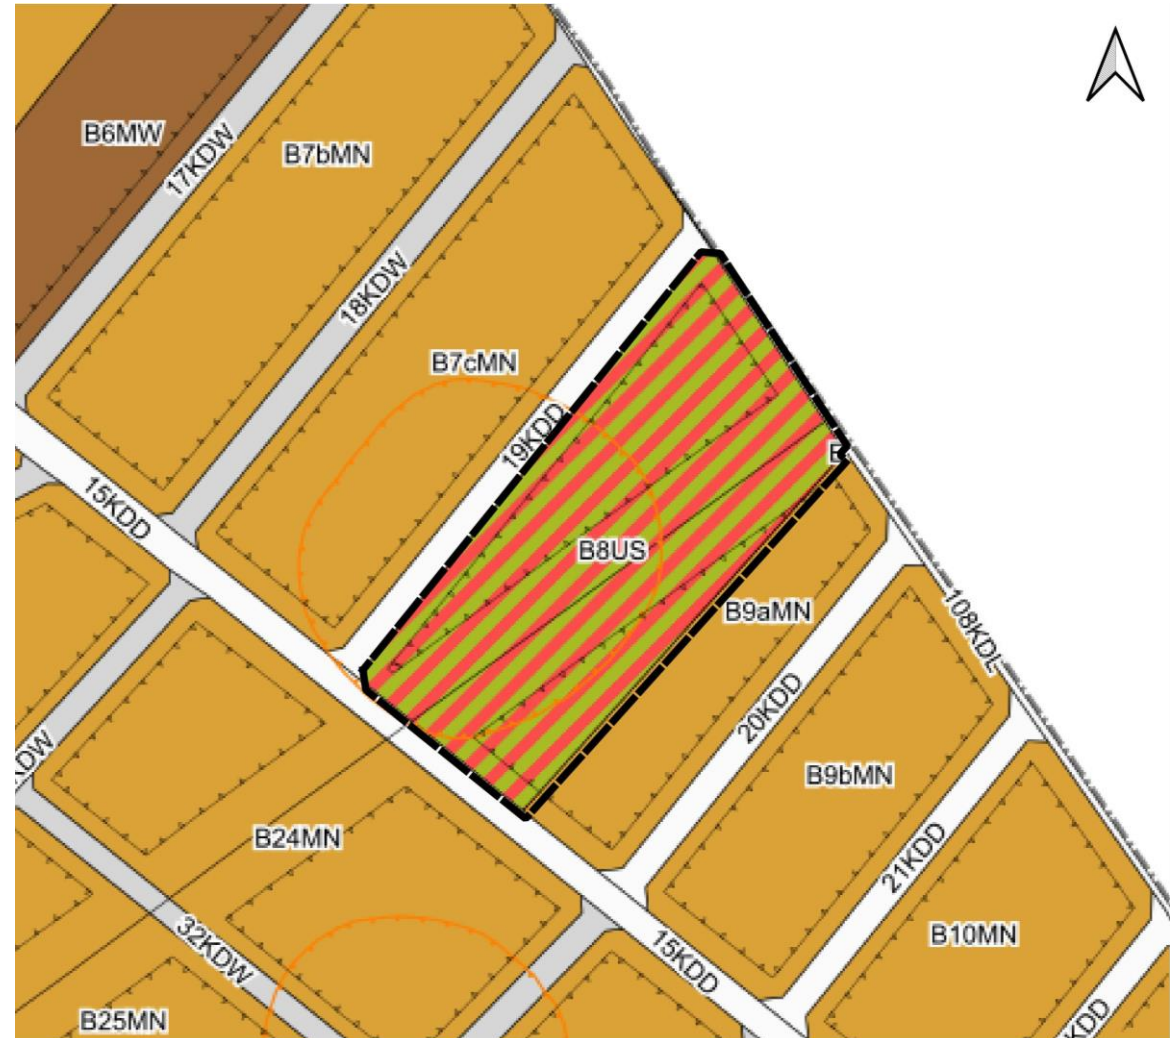 B6MW
17KDW
B7bMN
18KDW
B7cMN
19KDD
15KDD
B8US
B9aMN
108KDL
20KDD
B9bMN
KDW
B24MN
21KDD
B10MN
32KDW
15KDD
B25MN
KDD